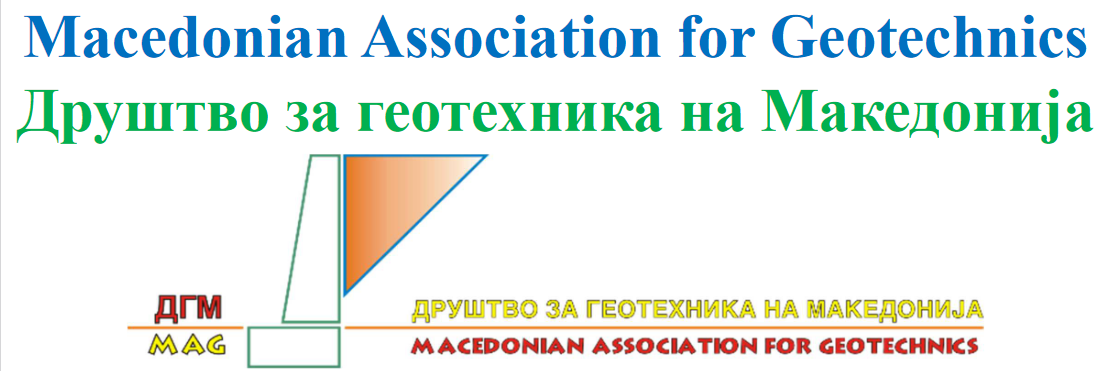 Macedonian Association for Geotechnics
Друштво за геотехника на Македонија
ДГМ
MAG
ДРУШТВО ЗА ГЕОТЕХНИКА НА МАКЕДОНИЈА
MACEDONIAN ASSOCIATION FOR GEOTECHNICS